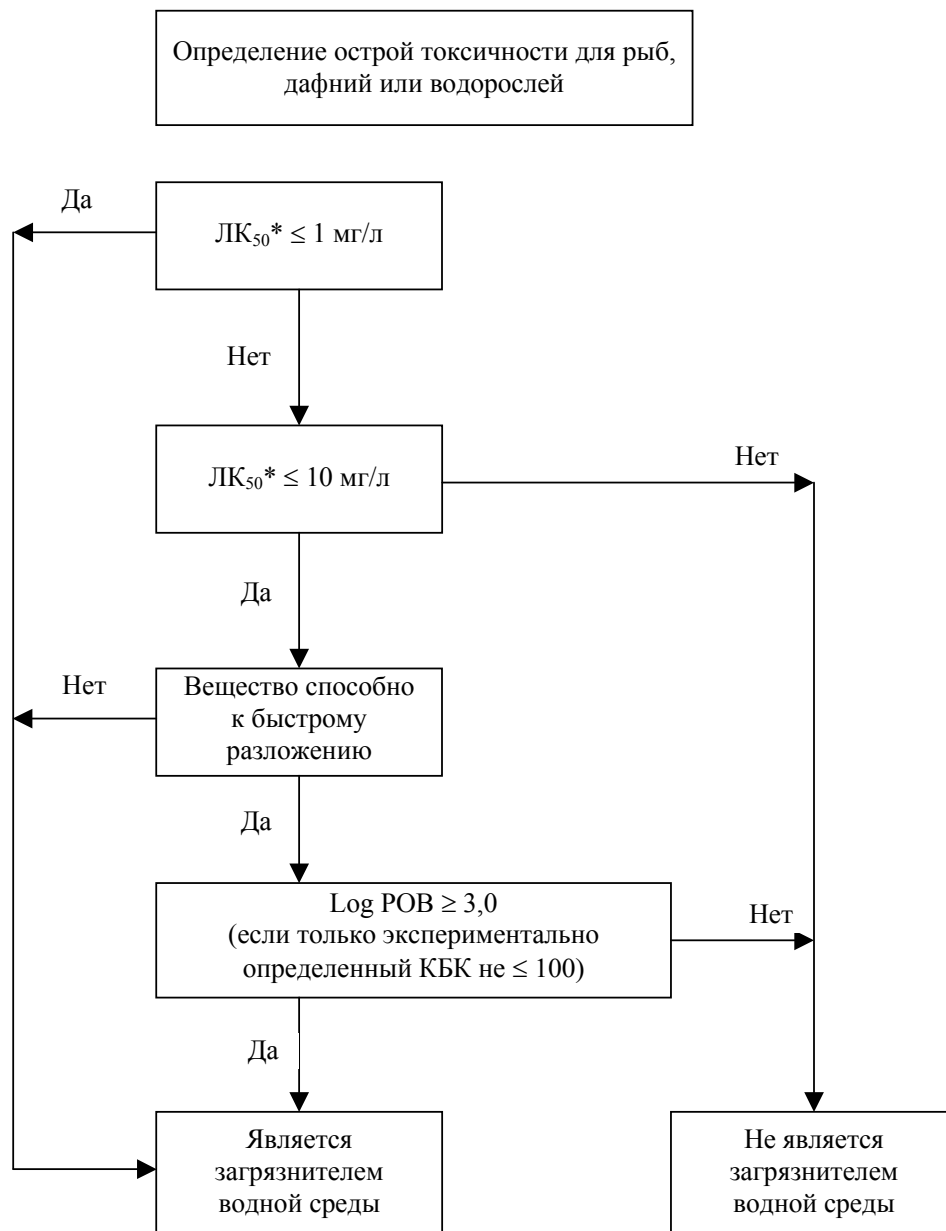 Определение острой токсичности для рыб,
дафний или водорослей
Да
ЛК₅₀* ≤ 1 мг/л
Нет
ЛК₅₀* ≤ 10 мг/л
Нет
Да
Нет
Вещество способно
к быстрому
разложению
Да
Log POB ≥ 3,0
(если только экспериментально
определенный КБК не ≤ 100)
Нет
Да
Является
загрязнителем
водной среды
Не является
загрязнителем
водной среды